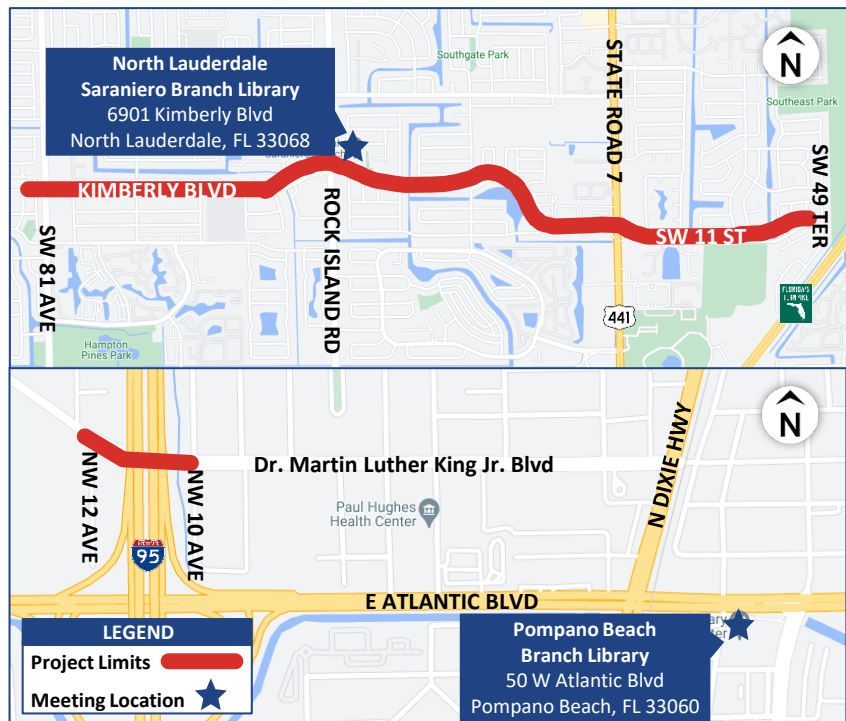 North Lauderdale
Saraniero Branch Library
6901 Kimberly Blvd
North Lauderdale, FL 33068
Southgate Park
STATE ROAD 7
N
Southeast Park
KIMBERLY BLVD
ROCK ISLAND RD
SW 11 ST
SW 49 TER
SW 81 AVE
441
FLORIDA'S
TURNPIKE
Hampton
Pines Park
N
NW 12 AVE
NW 10 AVE
Dr. Martin Luther King Jr. Blvd
N DIXIE HWY
Paul Hughes
Health Center
95
E ATLANTIC BLVD
LEGEND
Project Limits
Meeting Location
Pompano Beach
Branch Library
50 W Atlantic Blvd
Pompano Beach, FL 33060